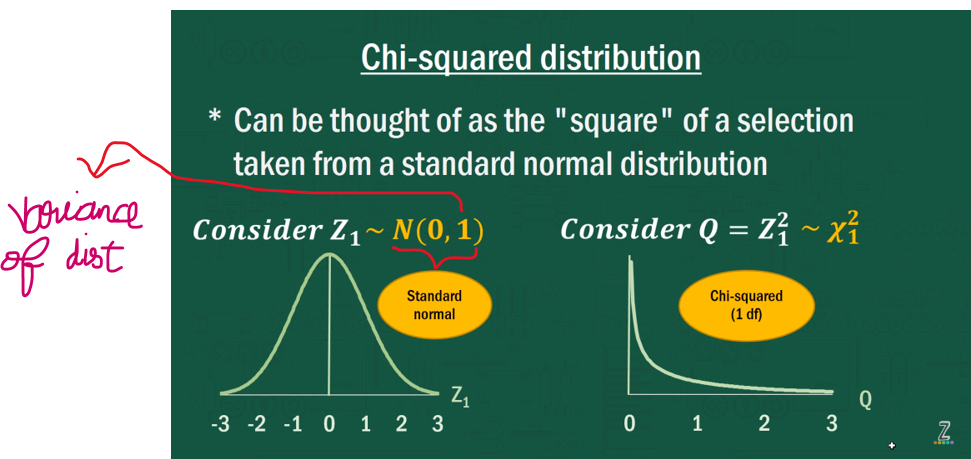 Chi-squared distribution
* Can be thought of as the "square" of a selection
taken from a standard normal distribution
variance
of dist
Consider Z₁ ~ N(0, 1)
Consider Q = Z₁² ~ χ₁²
Standard
normal
Chi-squared
(1 df)
Z₁
-3 -2 -1 0 1 2 3
Q
0 1 2 3
Z